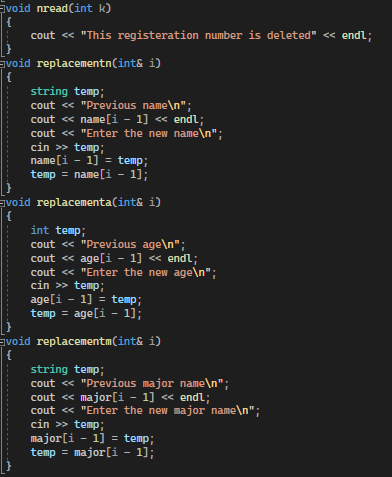 void nread(int k)
{
    cout << "This registeration number is deleted" << endl;
}
void replacementn(int& i)
{
    string temp;
    cout << "Previous name\n";
    cout << name[i - 1] << endl;
    cout << "Enter the new name\n";
    cin >> temp;
    name[i - 1] = temp;
    temp = name[i - 1];
}
void replacementa(int& i)
{
    int temp;
    cout << "Previous age\n";
    cout << age[i - 1] << endl;
    cout << "Enter the new age\n";
    cin >> temp;
    age[i - 1] = temp;
    temp = age[i - 1];
}
void replacementm(int& i)
{
    string temp;
    cout << "Previous major name\n";
    cout << major[i - 1] << endl;
    cout << "Enter the new major name\n";
    cin >> temp;
    major[i - 1] = temp;
    temp = major[i - 1];
}